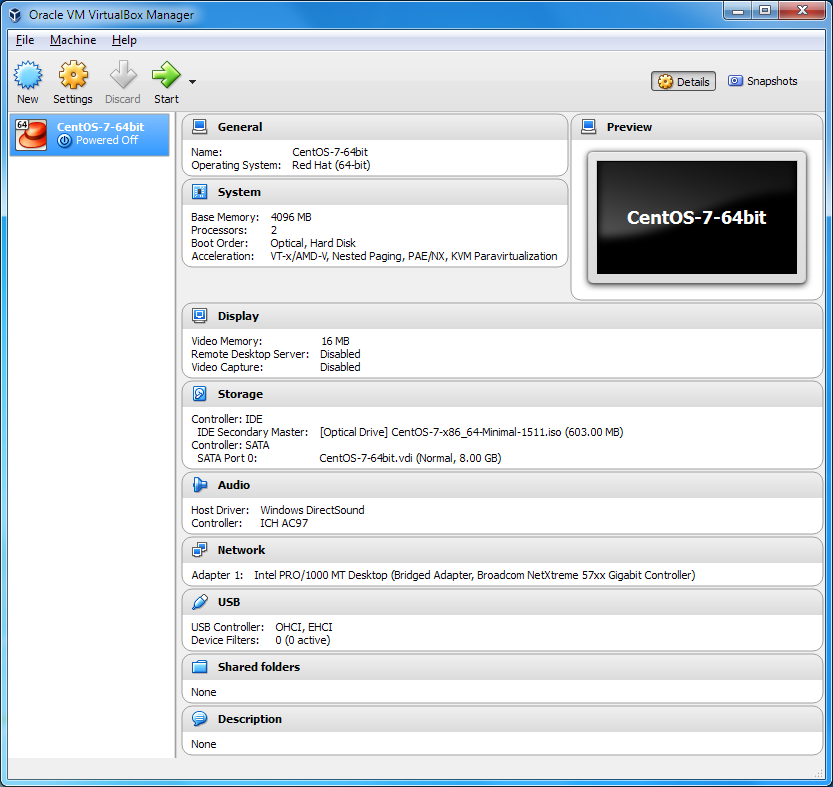 Oracle VM VirtualBox Manager
File Machine Help
New Settings Discard Start Details Snapshots
64 CentOS-7-64bit
Powered Off
General
Name: CentOS-7-64bit
Operating System: Red Hat (64-bit)
Preview
CentOS-7-64bit
System
Base Memory: 4096 MB
Processors: 2
Boot Order: Optical, Hard Disk
Acceleration: VT-x/AMD-V, Nested Paging, PAE/NX, KVM Paravirtualization
Display
Video Memory: 16 MB
Remote Desktop Server: Disabled
Video Capture: Disabled
Storage
Controller: IDE
IDE Secondary Master: [Optical Drive] CentOS-7-x86_64-Minimal-1511.iso (603.00 MB)
Controller: SATA
SATA Port 0: CentOS-7-64bit.vdi (Normal, 8.00 GB)
Audio
Host Driver: Windows DirectSound
Controller: ICH AC97
Network
Adapter 1: Intel PRO/1000 MT Desktop (Bridged Adapter, Broadcom NetXtreme 57xx Gigabit Controller)
USB
USB Controller: OHCI, EHCI
Device Filters: 0 (0 active)
Shared folders
None
Description
None